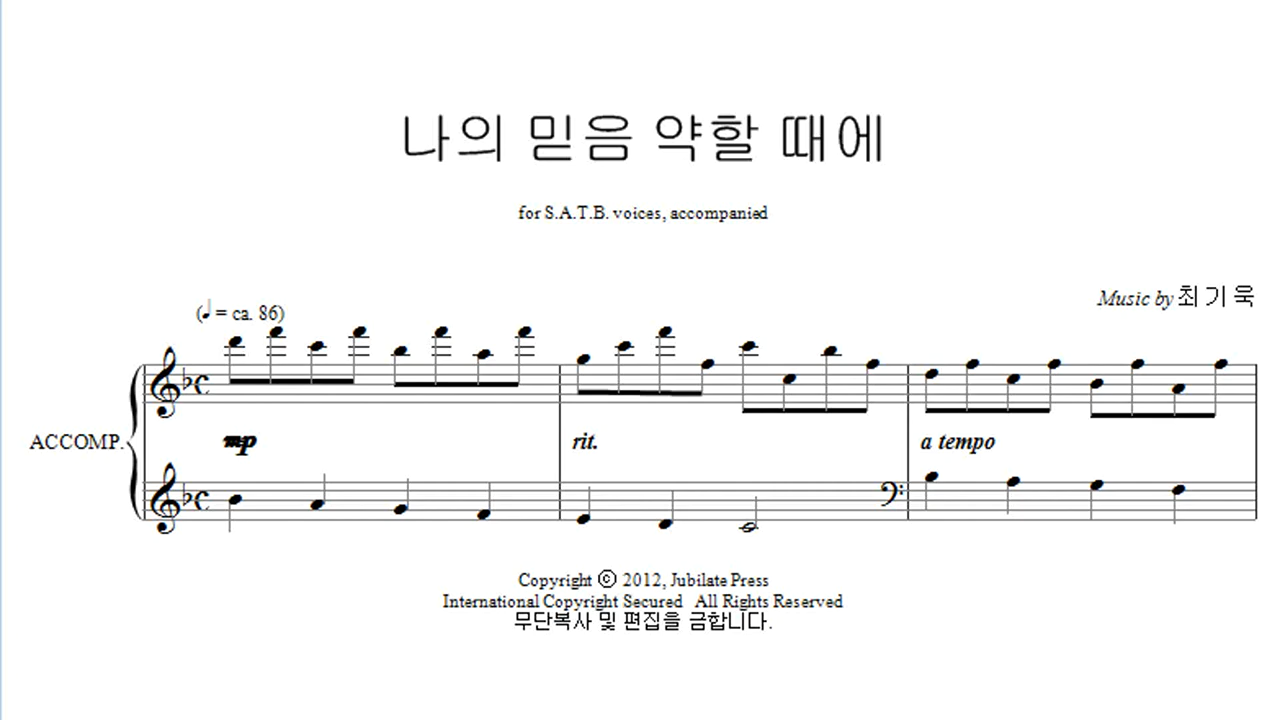 나의 믿음 약할 때에
for S.A.T.B. voices, accompanied
Music by 최 기 욱
(♩ = ca. 86)
ACCOMP.
mp
rit.
a tempo
Copyright ⓒ 2012, Jubilate Press
International Copyright Secured All Rights Reserved
무단복사 및 편집을 금합니다.